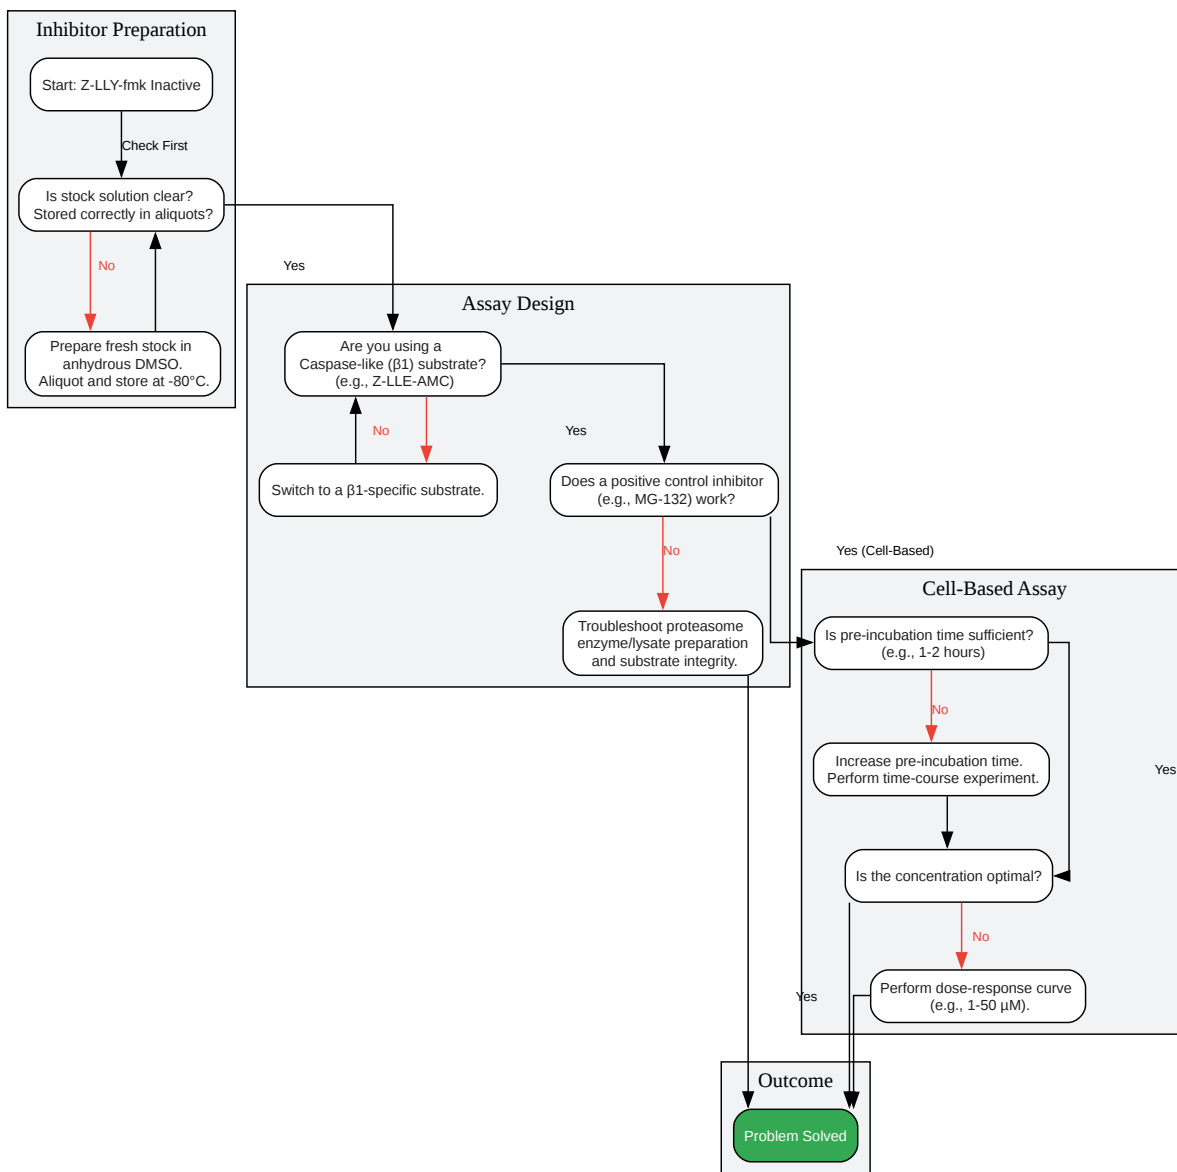 Inhibitor Preparation
Start: Z-LLY-fmk Inactive
Check First
Is stock solution clear?
Stored correctly in aliquots?
No
Yes
Prepare fresh stock in
anhydrous DMSO.
Aliquot and store at -80°C.
Assay Design
Are you using a
Caspase-like (β1) substrate?
(e.g., Z-LLE-AMC)
No
Yes
Switch to a β1-specific substrate.
Does a positive control inhibitor
(e.g., MG-132) work?
No
Yes (Cell-Based)
Troubleshoot proteasome
enzyme/lysate preparation
and substrate integrity.
Cell-Based Assay
Is pre-incubation time sufficient?
(e.g., 1-2 hours)
No
Yes
Increase pre-incubation time.
Perform time-course experiment.
Is the concentration optimal?
No
Yes
Perform dose-response curve
(e.g., 1-50 µM).
Outcome
Problem Solved